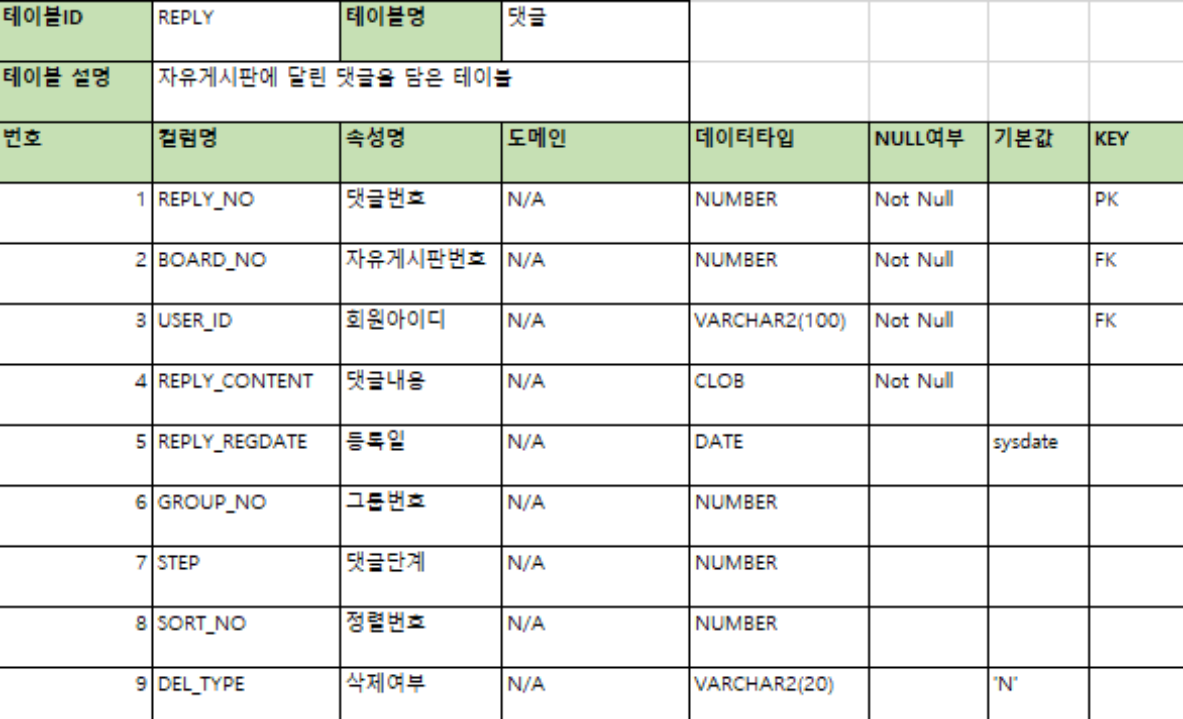 테이블ID REPLY 테이블명 댓글
테이블 설명 자유게시판에 달린 댓글을 담은 테이블
번호 컬럼명 속성명 도메인 데이터타입 NULL여부 기본값 KEY
1 REPLY_NO 댓글번호 N/A NUMBER Not Null PK
2 BOARD_NO 자유게시판번호 N/A NUMBER Not Null FK
3 USER_ID 회원아이디 N/A VARCHAR2(100) Not Null FK
4 REPLY_CONTENT 댓글내용 N/A CLOB Not Null
5 REPLY_REGDATE 등록일 N/A DATE sysdate
6 GROUP_NO 그룹번호 N/A NUMBER
7 STEP 댓글단계 N/A NUMBER
8 SORT_NO 정렬번호 N/A NUMBER
9 DEL_TYPE 삭제여부 N/A VARCHAR2(20) 'N'